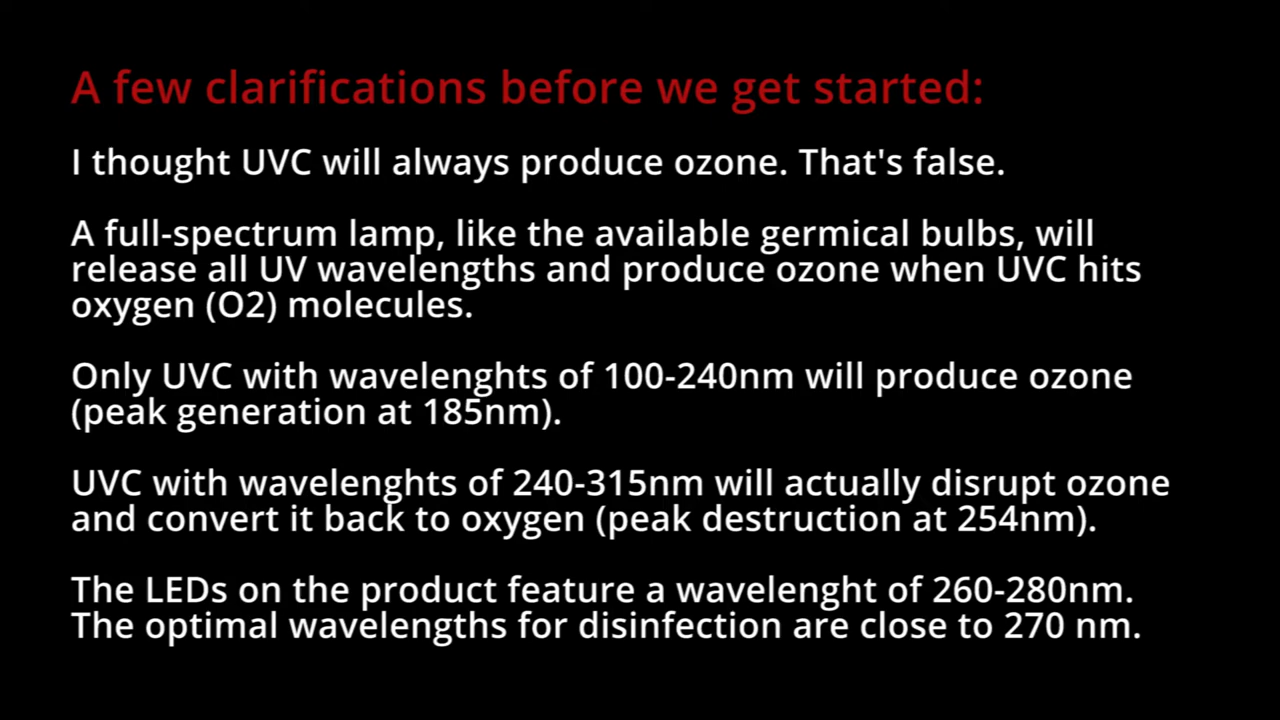 A few clarifications before we get started:
I thought UVC will always produce ozone. That's false.
A full-spectrum lamp, like the available germical bulbs, will
release all UV wavelengths and produce ozone when UVC hits
oxygen (O2) molecules.
Only UVC with wavelenghts of 100-240nm will produce ozone
(peak generation at 185nm).
UVC with wavelenghts of 240-315nm will actually disrupt ozone
and convert it back to oxygen (peak destruction at 254nm).
The LEDs on the product feature a wavelenght of 260-280nm.
The optimal wavelengths for disinfection are close to 270 nm.